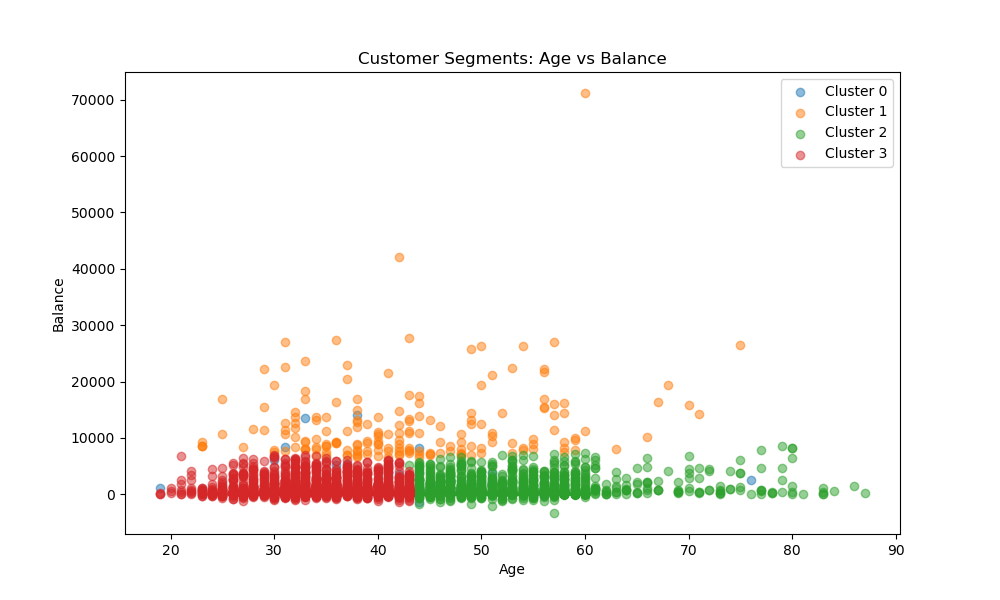 Customer Segments: Age vs Balance
Cluster 0
Cluster 1
Cluster 2
Cluster 3
70000
60000
50000
40000
30000
20000
10000
0
Balance
20 30 40 50 60 70 80 90
Age